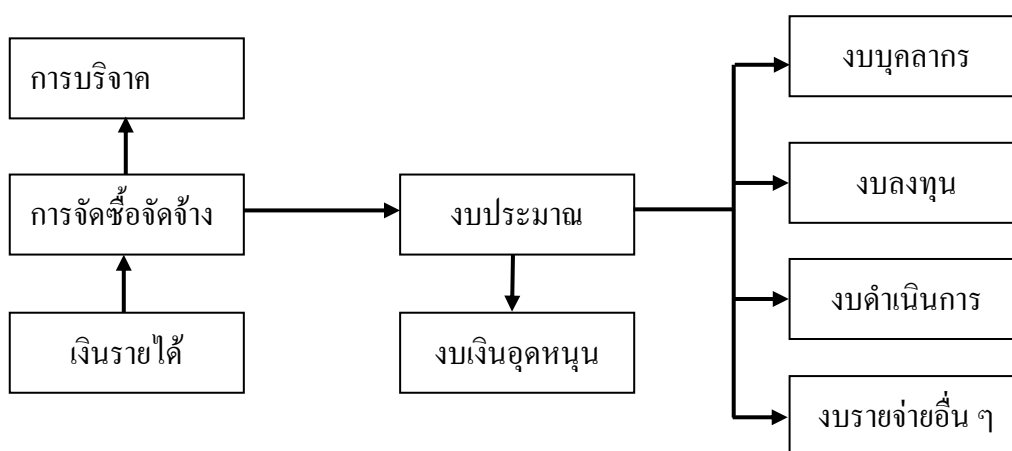 การบริจาค
การจัดซื้อจัดจ้าง
เงินรายได้
งบประมาณ
งบเงินอุดหนุน
งบบุคลากร
งบลงทุน
งบดำเนินการ
งบรายจ่ายอื่น ๆ